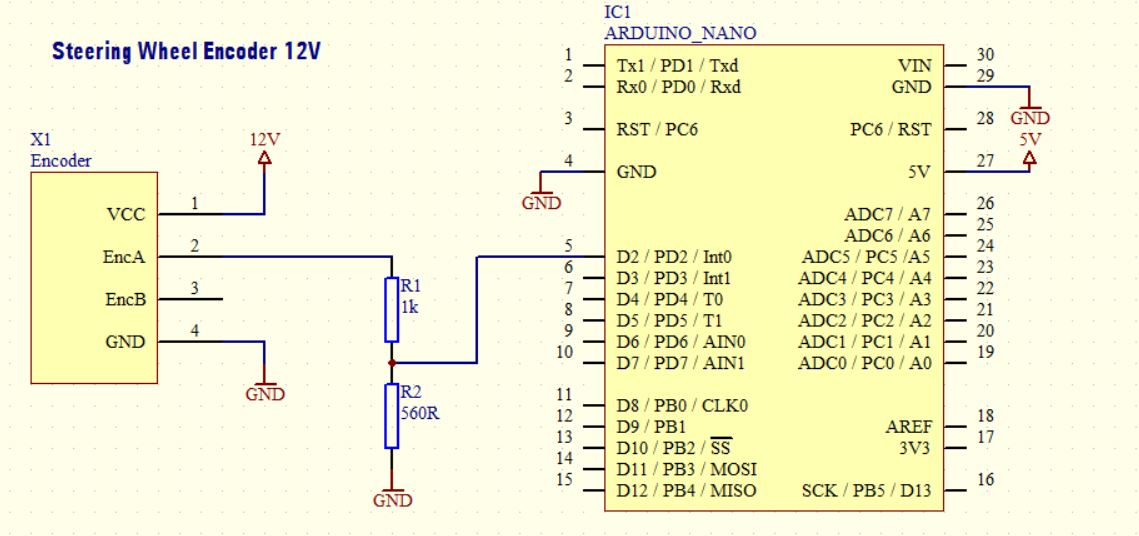 Steering Wheel Encoder 12V
X1
Encoder
12V
VCC 1
EncA 2
EncB 3
GND 4
GND
R1
1k
R2
560R
GND
IC1
ARDUINO_NANO
1 Tx1 / PD1 / Txd
2 Rx0 / PD0 / Rxd
3 RST / PC6
4 GND
GND
5 D2 / PD2 / Int0
6 D3 / PD3 / Int1
7 D4 / PD4 / T0
8 D5 / PD5 / T1
9 D6 / PD6 / AIN0
10 D7 / PD7 / AIN1
11 D8 / PB0 / CLK0
12 D9 / PB1
13 D10 / PB2 / SS
14 D11 / PB3 / MOSI
15 D12 / PB4 / MISO
VIN 30
GND 29
GND
PC6 / RST 28
5V
5V 27
ADC7 / A7 26
ADC6 / A6 25
ADC5 / PC5 / A5 24
ADC4 / PC4 / A4 23
ADC3 / PC3 / A3 22
ADC2 / PC2 / A2 21
ADC1 / PC1 / A1 20
ADC0 / PC0 / A0 19
AREF 18
3V3 17
SCK / PB5 / D13 16